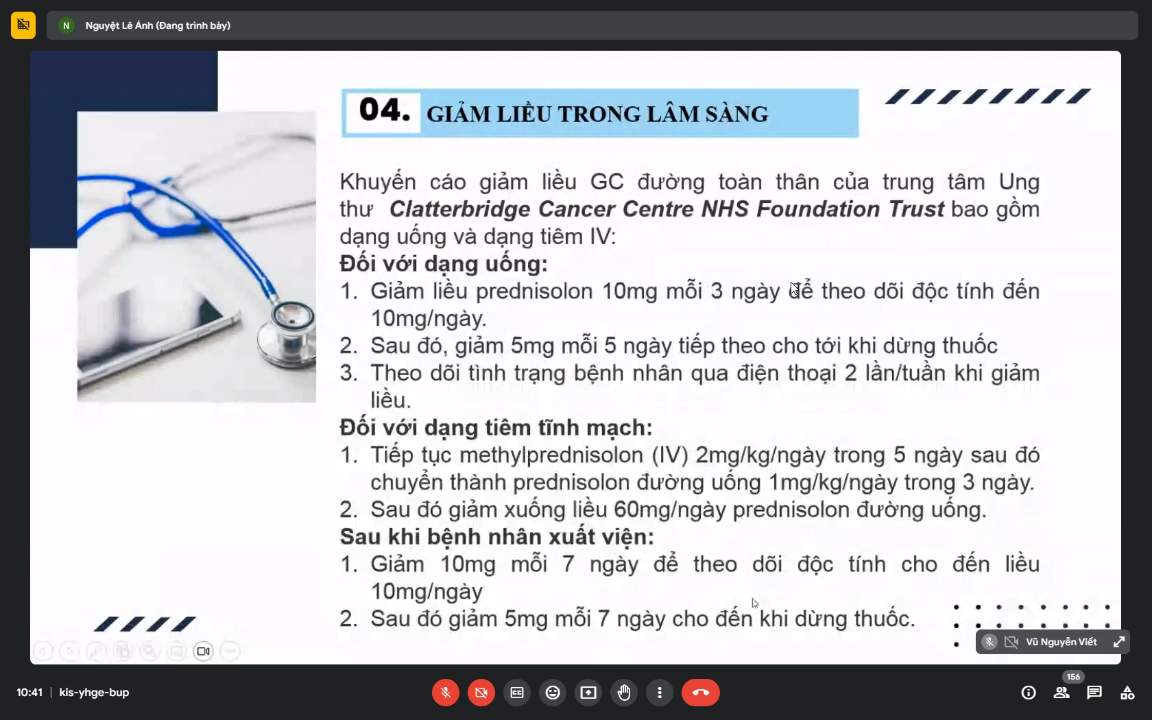 N Nguyệt Lê Ánh (Đang trình bày)
04. GIẢM LIỀU TRONG LÂM SÀNG
Khuyến cáo giảm liều GC đường toàn thân của trung tâm Ung
thư Clatterbridge Cancer Centre NHS Foundation Trust bao gồm
dạng uống và dạng tiêm IV:
Đối với dạng uống:
1. Giảm liều prednisolon 10mg mỗi 3 ngày để theo dõi độc tính đến
10mg/ngày.
2. Sau đó, giảm 5mg mỗi 5 ngày tiếp theo cho tới khi dừng thuốc
3. Theo dõi tình trạng bệnh nhân qua điện thoại 2 lần/tuần khi giảm
liều.
Đối với dạng tiêm tĩnh mạch:
1. Tiếp tục methylprednisolon (IV) 2mg/kg/ngày trong 5 ngày sau đó
chuyển thành prednisolon đường uống 1mg/kg/ngày trong 3 ngày.
2. Sau đó giảm xuống liều 60mg/ngày prednisolon đường uống.
Sau khi bệnh nhân xuất viện:
1. Giảm 10mg mỗi 7 ngày để theo dõi độc tính cho đến liều
10mg/ngày
2. Sau đó giảm 5mg mỗi 7 ngày cho đến khi dừng thuốc.
Vũ Nguyễn Viết
10:41 | kis-yhge-bup
156